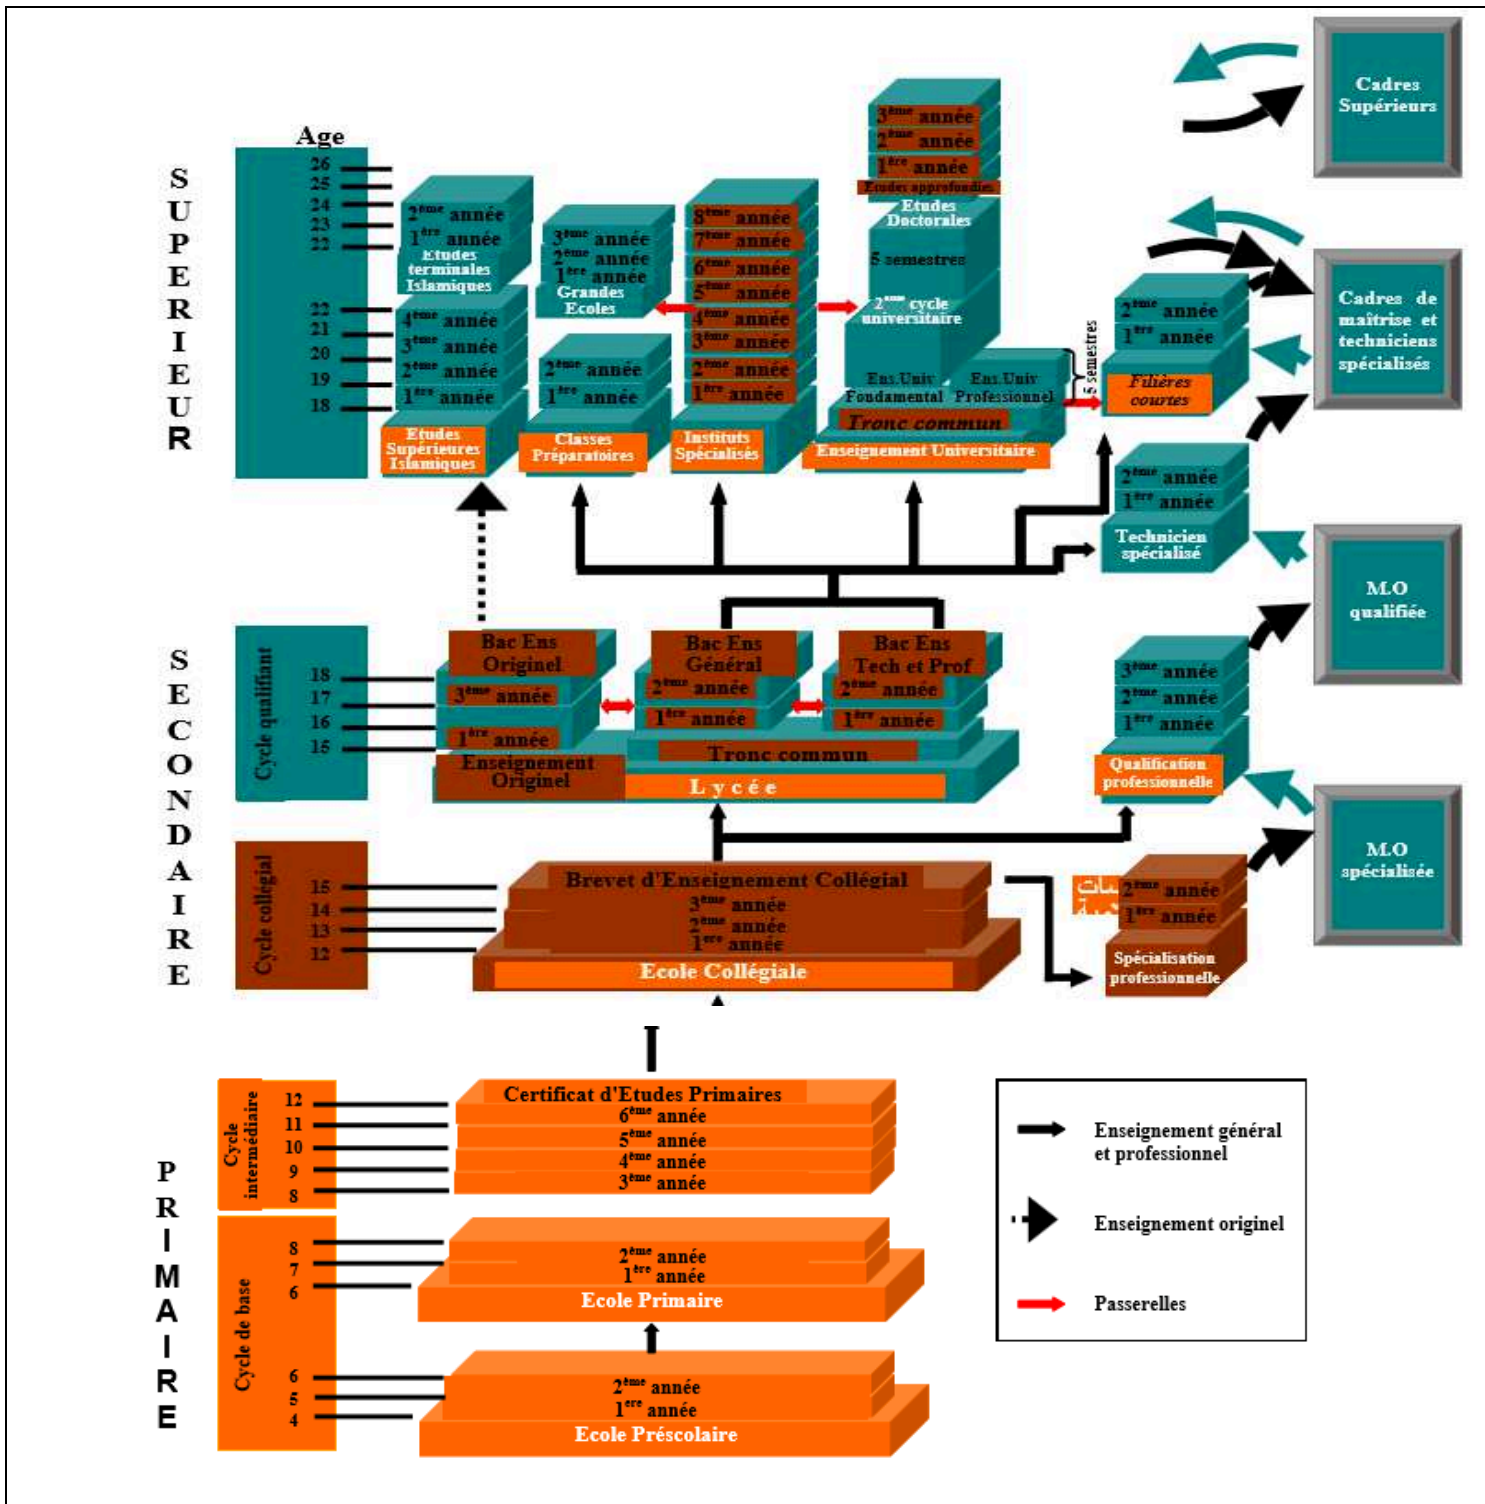 SUPERIEUR
Age
26
25
24
23
22
22
21
20
19
18
2ème année
1ère année
Etudes
terminales
Islamiques
4ème année
3ème année
2ème année
1ère année
Etudes
Supérieures
Islamiques
3ème année
2ème année
1ère année
Grandes
Ecoles
2ème année
1ère année
Classes
Préparatoires
8ème année
7ème année
6ème année
5ème année
4ème année
3ème année
2ème année
1ère année
Instituts
Spécialisés
3ème année
2ème année
1ère année
Etudes approfondies
Etudes
Doctorales
5 semestres
2ème cycle
universitaire
Ens.Univ
Fondamental
Ens.Univ
Professionnel
5 semestres
Tronc commun
Enseignement Universitaire
2ème année
1ère année
Filières
courtes
2ème année
1ère année
Technicien
spécialisé
Cadres
Supérieurs
Cadres de
maîtrise et
techniciens
spécialisés
M.O
qualifiée
M.O
spécialisée
SECONDAIRE
Cycle qualifiant
18
17
16
15
Bac Ens
Originel
3ème année
1ère année
Enseignement
Originel
Bac Ens
Général
2ème année
1ère année
Bac Ens
Tech et Prof
2ème année
1ère année
Tronc commun
Lycée
3ème année
2ème année
1ère année
Qualification
professionnelle
Cycle collégial
15
14
13
12
Brevet d'Enseignement Collégial
3ème année
2ème année
1ere année
Ecole Collégiale
2ème année
1ère année
Spécialisation
professionnelle
PRIMAIRE
Cycle
intermédiaire
12
11
10
9
8
Certificat d'Etudes Primaires
6ème année
5ème année
4ème année
3ème année
Cycle de base
8
7
6
2ème année
1ère année
Ecole Primaire
6
5
4
2ème année
1ere année
Ecole Préscolaire
Enseignement général
et professionnel
Enseignement originel
Passerelles